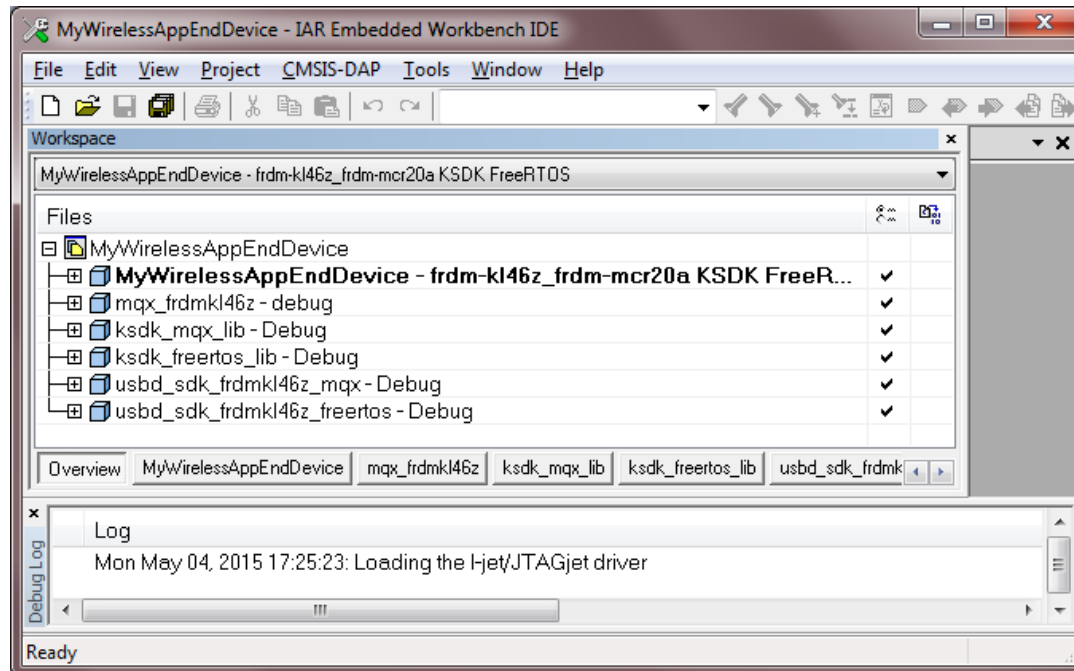 MyWirelessAppEndDevice - IAR Embedded Workbench IDE
File Edit View Project CMSIS-DAP Tools Window Help
Workspace
MyWirelessAppEndDevice - frdm-kl46z_frdm-mcr20a KSDK FreeRTOS
Files
MyWirelessAppEndDevice
MyWirelessAppEndDevice - frdm-kl46z_frdm-mcr20a KSDK FreeR...
mqx_frdmkl46z - debug
ksdk_mqx_lib - Debug
ksdk_freertos_lib - Debug
usbd_sdk_frdmkl46z_mqx - Debug
usbd_sdk_frdmkl46z_freertos - Debug
Overview MyWirelessAppEndDevice mqx_frdmkl46z ksdk_mqx_lib ksdk_freertos_lib usbd_sdk_frdmk
Debug Log
Log
Mon May 04, 2015 17:25:23: Loading the I-jet/JTAGjet driver
Ready